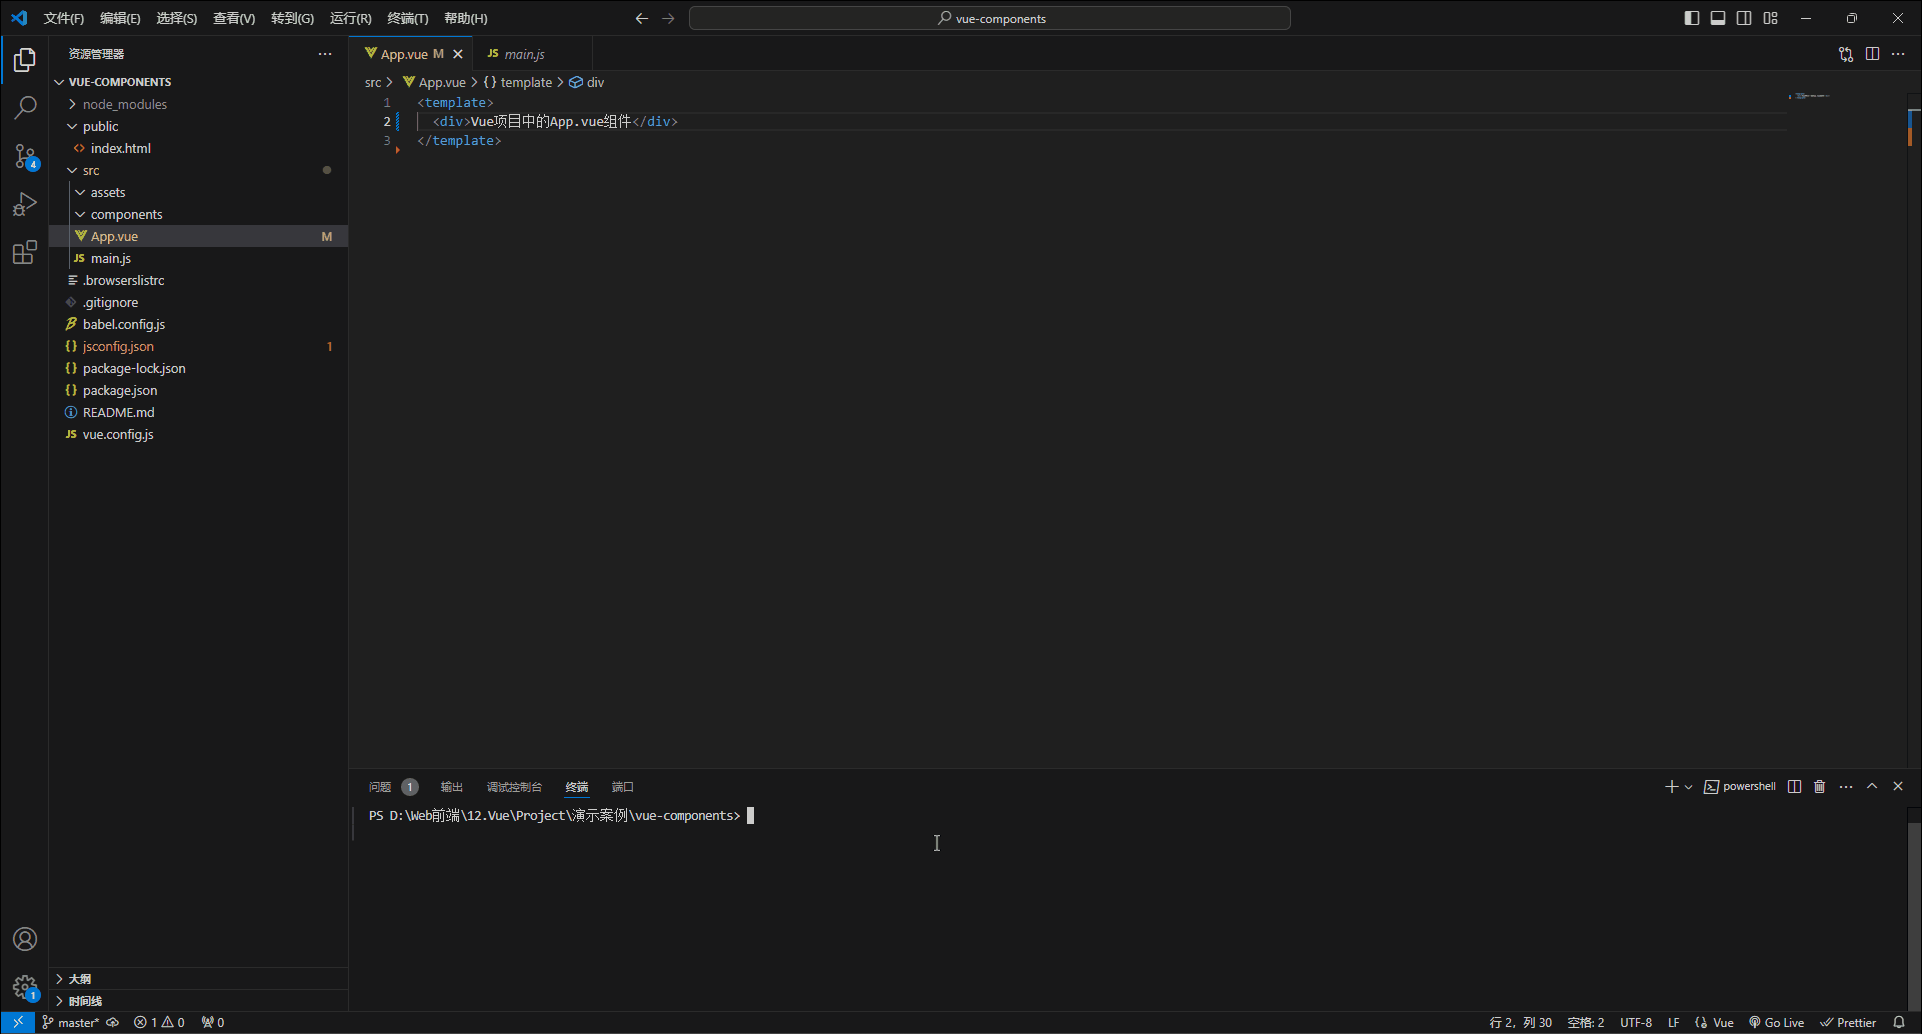 文件(F) 编辑(E) 选择(S) 查看(V) 转到(G) 运行(R) 终端(T) 帮助(H) vue-components
资源管理器
VUE-COMPONENTS
node_modules
public
index.html
src
assets
components
App.vue M
main.js
.browserslistrc
.gitignore
babel.config.js
jsconfig.json 1
package-lock.json
package.json
README.md
vue.config.js
大纲
时间线
4
1
App.vue M main.js
src > App.vue > {} template > div
1 <template>
2 <div>Vue项目中的App.vue组件</div>
3 </template>
问题 1 输出 调试控制台 终端 端口 powershell
PS D:\Web前端\12.Vue\Project\演示案例\vue-components>
master* 1 0 0 行 2, 列 30 空格: 2 UTF-8 LF Vue Go Live Prettier